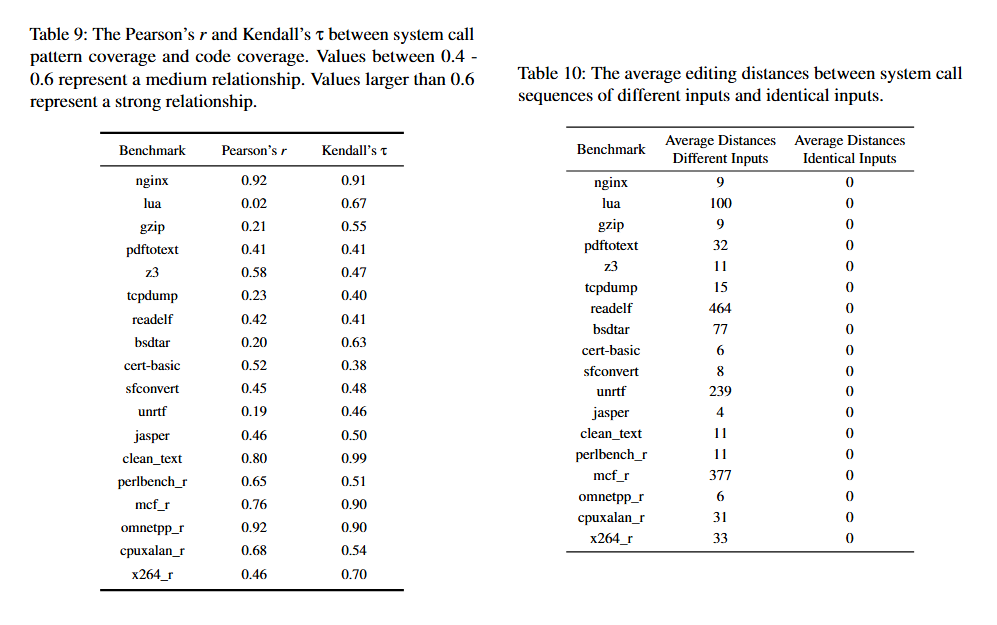 Table 9: The Pearson's r and Kendall's τ between system call
pattern coverage and code coverage. Values between 0.4 -
0.6 represent a medium relationship. Values larger than 0.6
represent a strong relationship.
Benchmark Pearson's r Kendall's τ
nginx 0.92 0.91
lua 0.02 0.67
gzip 0.21 0.55
pdftotext 0.41 0.41
z3 0.58 0.47
tcpdump 0.23 0.40
readelf 0.42 0.41
bsdtar 0.20 0.63
cert-basic 0.52 0.38
sfconvert 0.45 0.48
unrtf 0.19 0.46
jasper 0.46 0.50
clean_text 0.80 0.99
perlbench_r 0.65 0.51
mcf_r 0.76 0.90
omnetpp_r 0.92 0.90
cpuxalan_r 0.68 0.54
x264_r 0.46 0.70
Table 10: The average editing distances between system call
sequences of different inputs and identical inputs.
Benchmark Average Distances Average Distances
Different Inputs Identical Inputs
nginx 9 0
lua 100 0
gzip 9 0
pdftotext 32 0
z3 11 0
tcpdump 15 0
readelf 464 0
bsdtar 77 0
cert-basic 6 0
sfconvert 8 0
unrtf 239 0
jasper 4 0
clean_text 11 0
perlbench_r 11 0
mcf_r 377 0
omnetpp_r 6 0
cpuxalan_r 31 0
x264_r 33 0